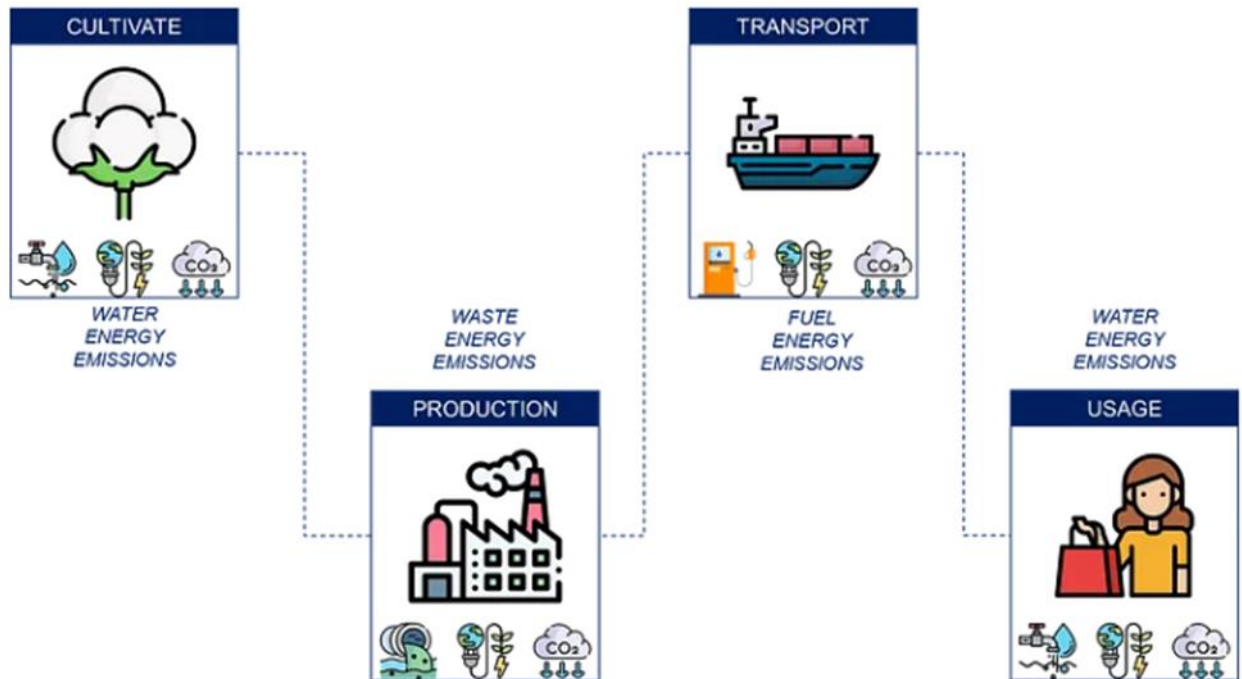 CULTIVATE
CO₂
WATER
ENERGY
EMISSIONS
WASTE
ENERGY
EMISSIONS
PRODUCTION
CO₂
TRANSPORT
CO₂
FUEL
ENERGY
EMISSIONS
WATER
ENERGY
EMISSIONS
USAGE
CO₂